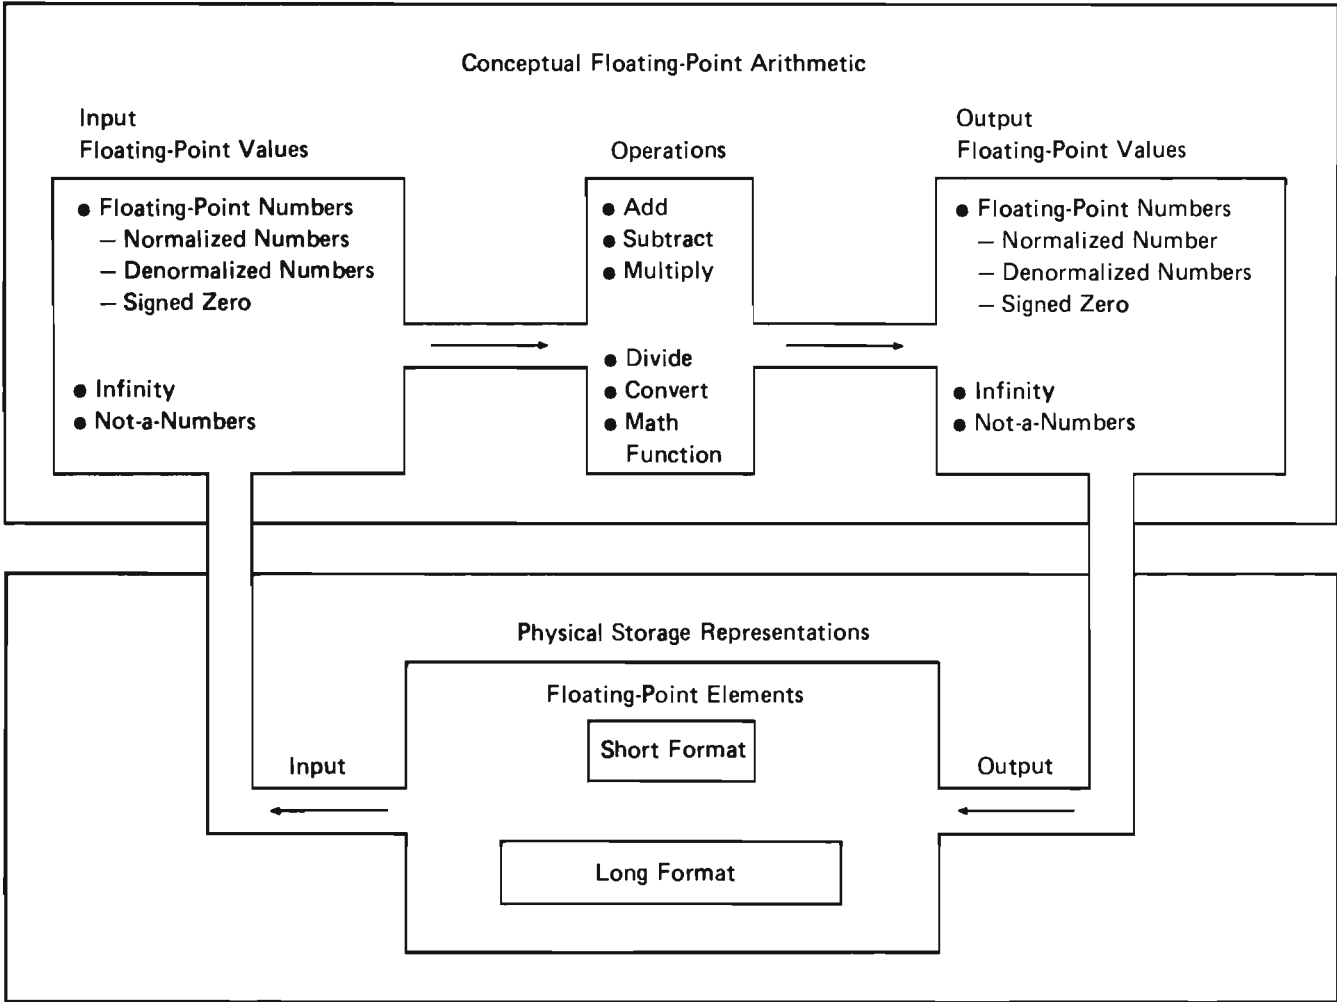 Conceptual Floating-Point Arithmetic
Input
Floating-Point Values
● Floating-Point Numbers
— Normalized Numbers
— Denormalized Numbers
— Signed Zero
● Infinity
● Not-a-Numbers
Operations
● Add
● Subtract
● Multiply
● Divide
● Convert
● Math
Function
Output
Floating-Point Values
● Floating-Point Numbers
— Normalized Number
— Denormalized Numbers
— Signed Zero
● Infinity
● Not-a-Numbers
Physical Storage Representations
Floating-Point Elements
Short Format
Input
Output
Long Format